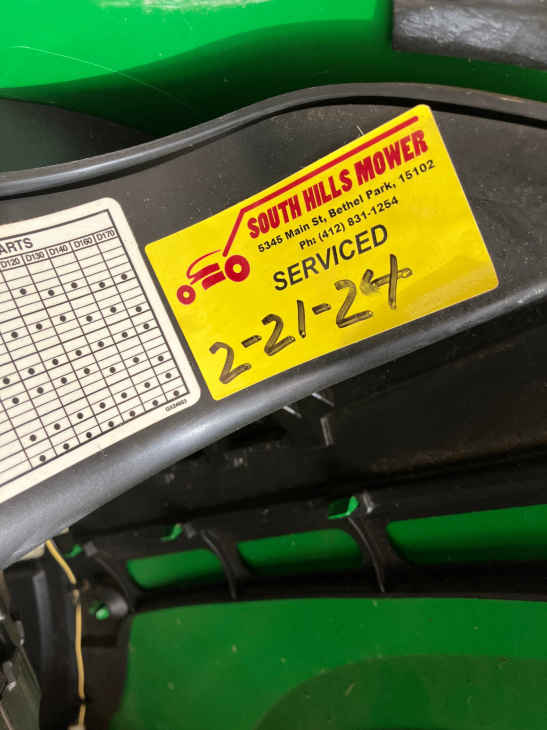 ARTS
D120 D130 D140 D160 D170
GX24603
SOUTH HILLS MOWER
5345 Main St, Bethel Park, 15102
Ph: (412) 831-1254
SERVICED
2-21-24